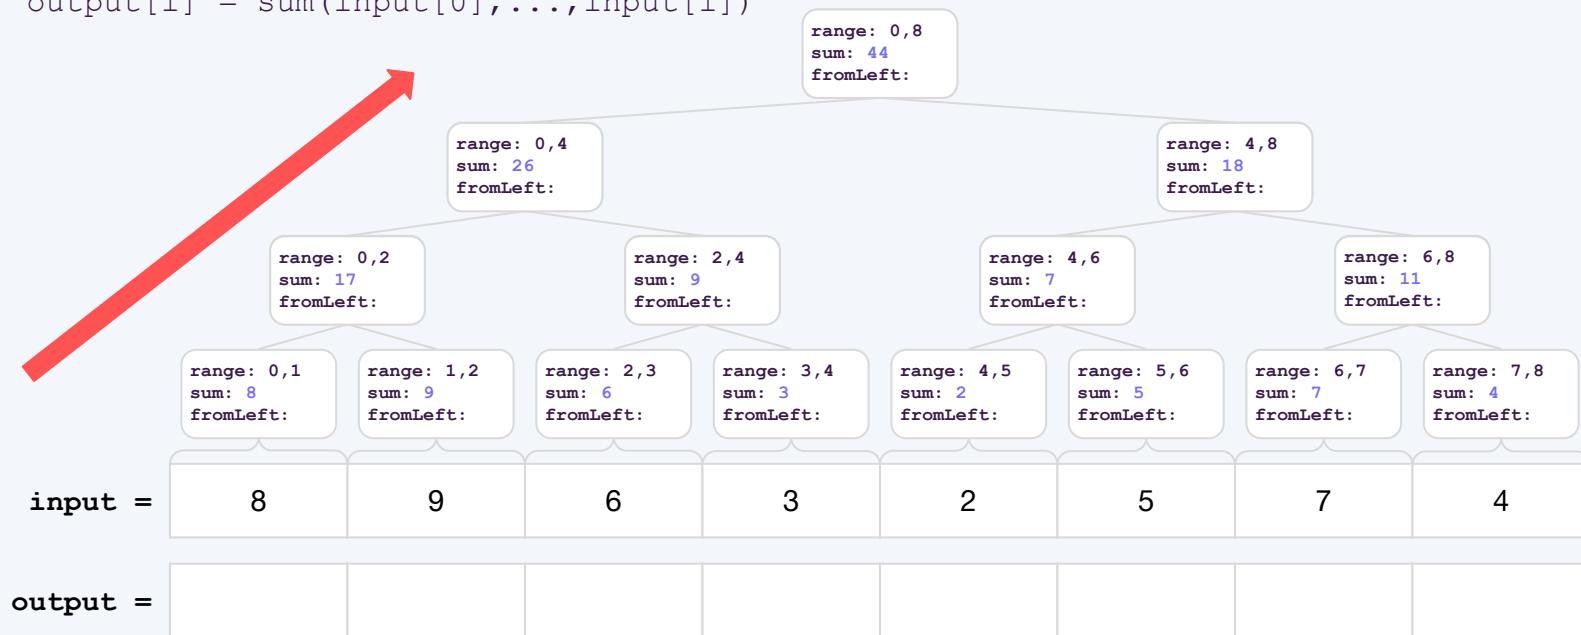 output[i] = sum(input[0],...,input[i])
range: 0,8
sum: 44
fromLeft:
range: 0,4
sum: 26
fromLeft:
range: 4,8
sum: 18
fromLeft:
range: 0,2
sum: 17
fromLeft:
range: 2,4
sum: 9
fromLeft:
range: 4,6
sum: 7
fromLeft:
range: 6,8
sum: 11
fromLeft:
range: 0,1
sum: 8
fromLeft:
range: 1,2
sum: 9
fromLeft:
range: 2,3
sum: 6
fromLeft:
range: 3,4
sum: 3
fromLeft:
range: 4,5
sum: 2
fromLeft:
range: 5,6
sum: 5
fromLeft:
range: 6,7
sum: 7
fromLeft:
range: 7,8
sum: 4
fromLeft:
input = 8 9 6 3 2 5 7 4
output =